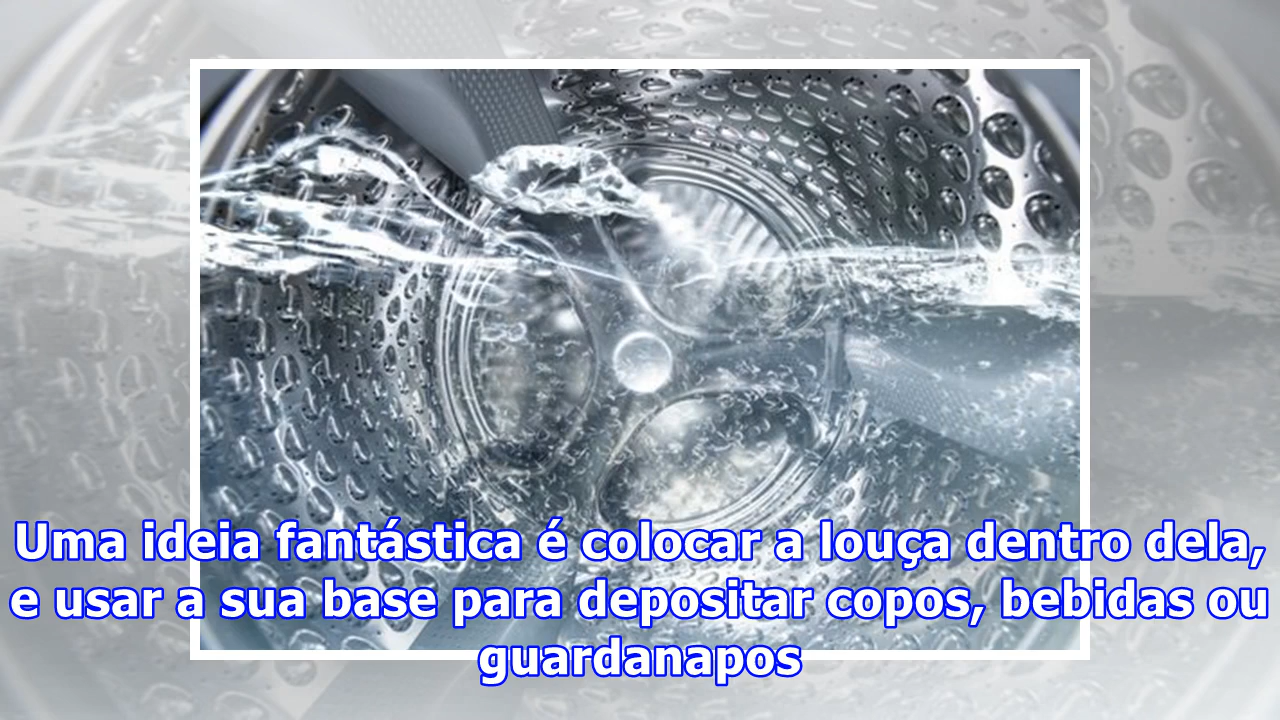 Uma ideia fantástica é colocar a louça dentro dela,
e usar a sua base para depositar copos, bebidas ou
guardanapos